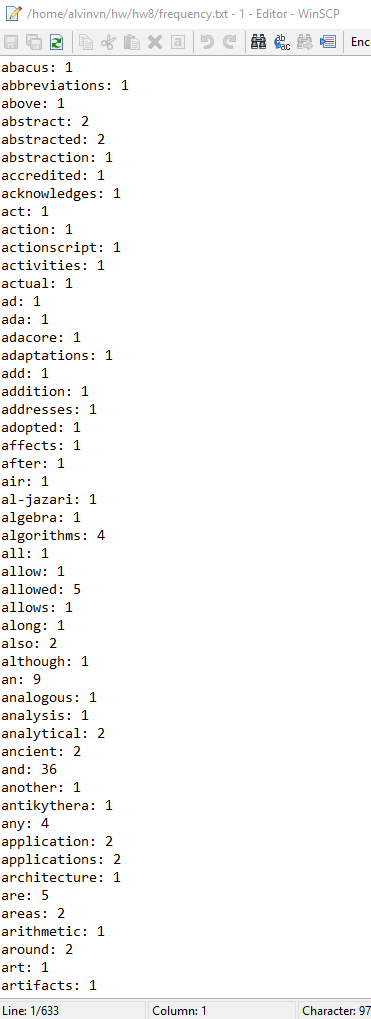 /home/alvinvn/hw/hw8/frequency.txt - 1 - Editor - WinSCP
Enc
abacus: 1
abbreviations: 1
above: 1
abstract: 2
abstracted: 2
abstraction: 1
accredited: 1
acknowledges: 1
act: 1
action: 1
actionscript: 1
activities: 1
actual: 1
ad: 1
ada: 1
adacore: 1
adaptations: 1
add: 1
addition: 1
addresses: 1
adopted: 1
affects: 1
after: 1
air: 1
al-jazari: 1
algebra: 1
algorithms: 4
all: 1
allow: 1
allowed: 5
allows: 1
along: 1
also: 2
although: 1
an: 9
analogous: 1
analysis: 1
analytical: 2
ancient: 2
and: 36
another: 1
antikythera: 1
any: 4
application: 2
applications: 2
architecture: 1
are: 5
areas: 2
arithmetic: 1
around: 2
art: 1
artifacts: 1
Line: 1/633 Column: 1 Character: 97